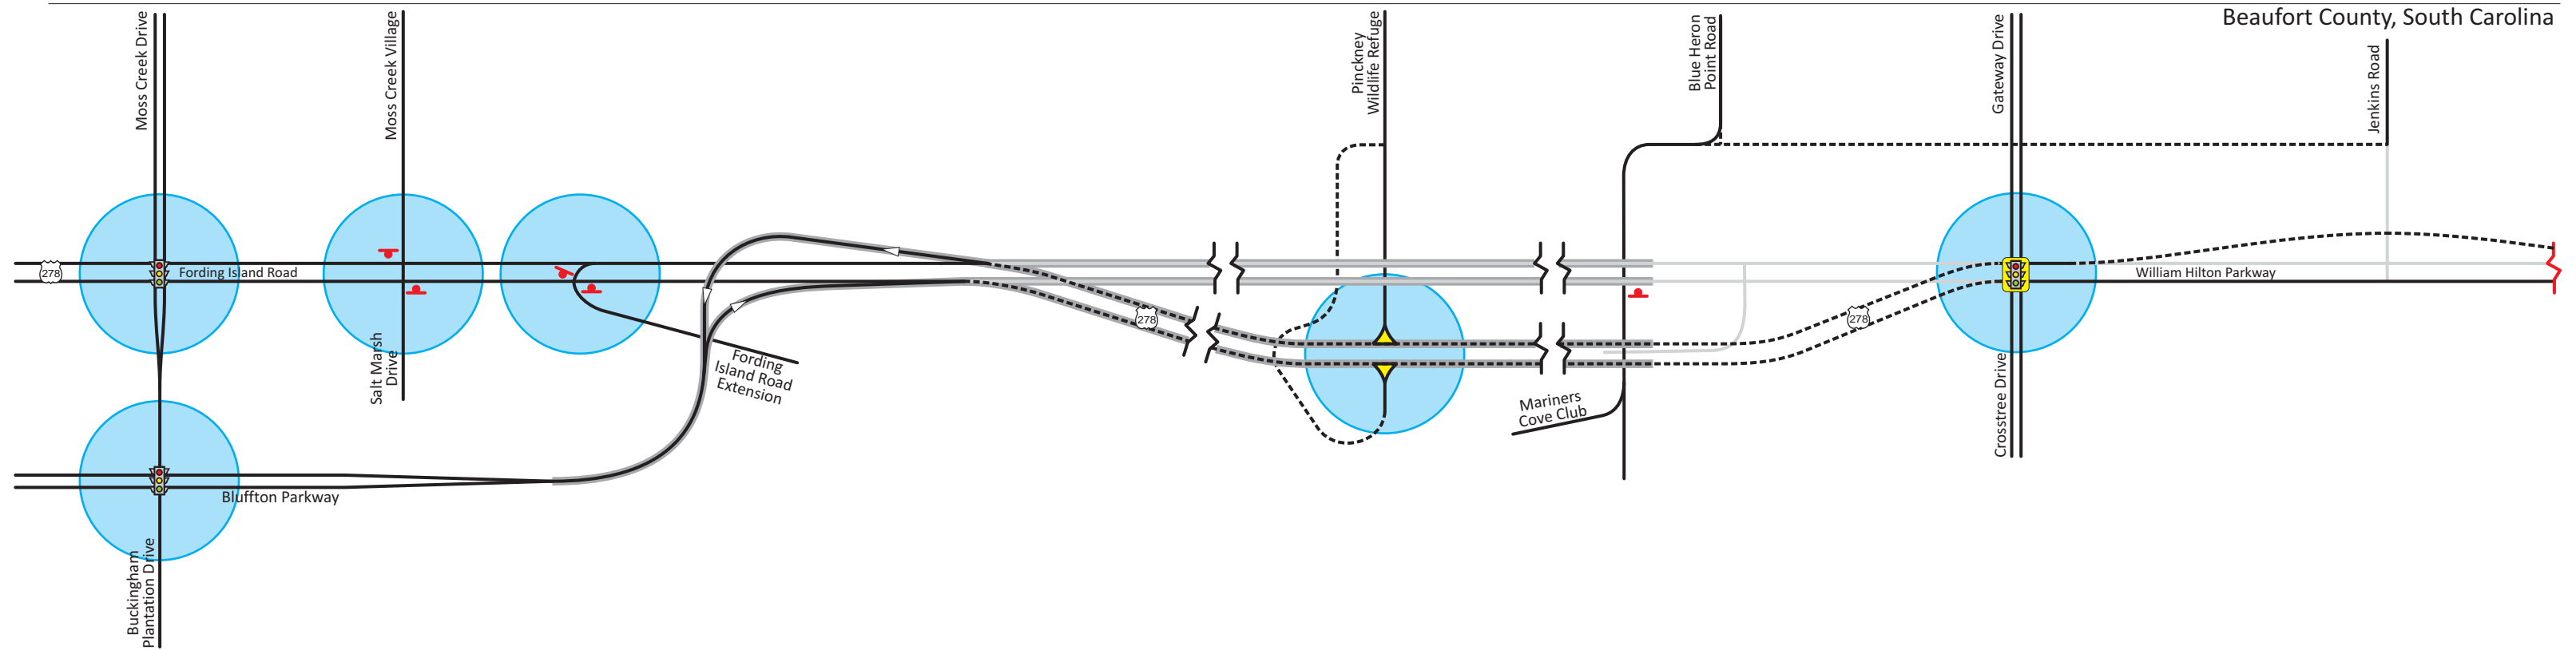 Beaufort County, South Carolina
Moss Creek Drive
Moss Creek Village
Pinckney
Wildlife Refuge
Blue Heron
Point Road
Gateway Drive
Jenkins Road
278
Fording Island Road
William Hilton Parkway
278
278
Salt Marsh
Drive
Fording
Island Road
Extension
Mariners
Cove Club
Crosstree Drive
Bluffton Parkway
Buckingham
Plantation Drive